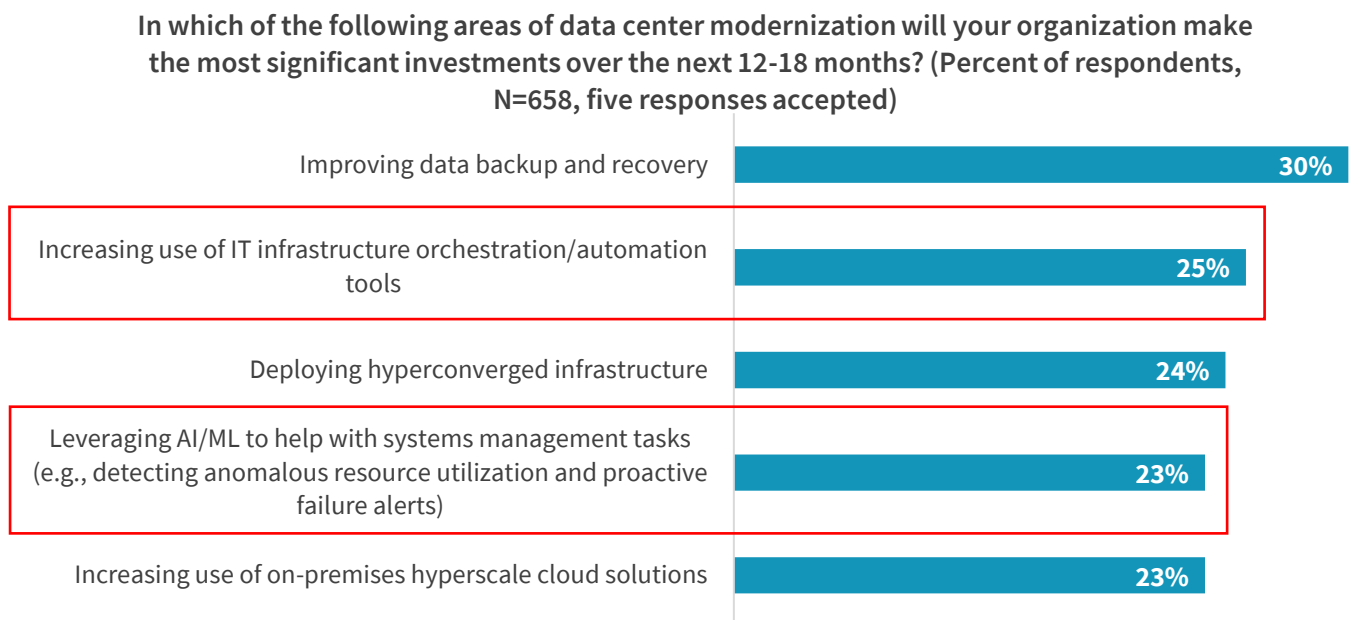 In which of the following areas of data center modernization will your organization make
the most significant investments over the next 12-18 months? (Percent of respondents,
N=658, five responses accepted)
Improving data backup and recovery
30%
Increasing use of IT infrastructure orchestration/automation
tools
25%
Deploying hyperconverged infrastructure
24%
Leveraging AI/ML to help with systems management tasks
(e.g., detecting anomalous resource utilization and proactive
failure alerts)
23%
Increasing use of on-premises hyperscale cloud solutions
23%